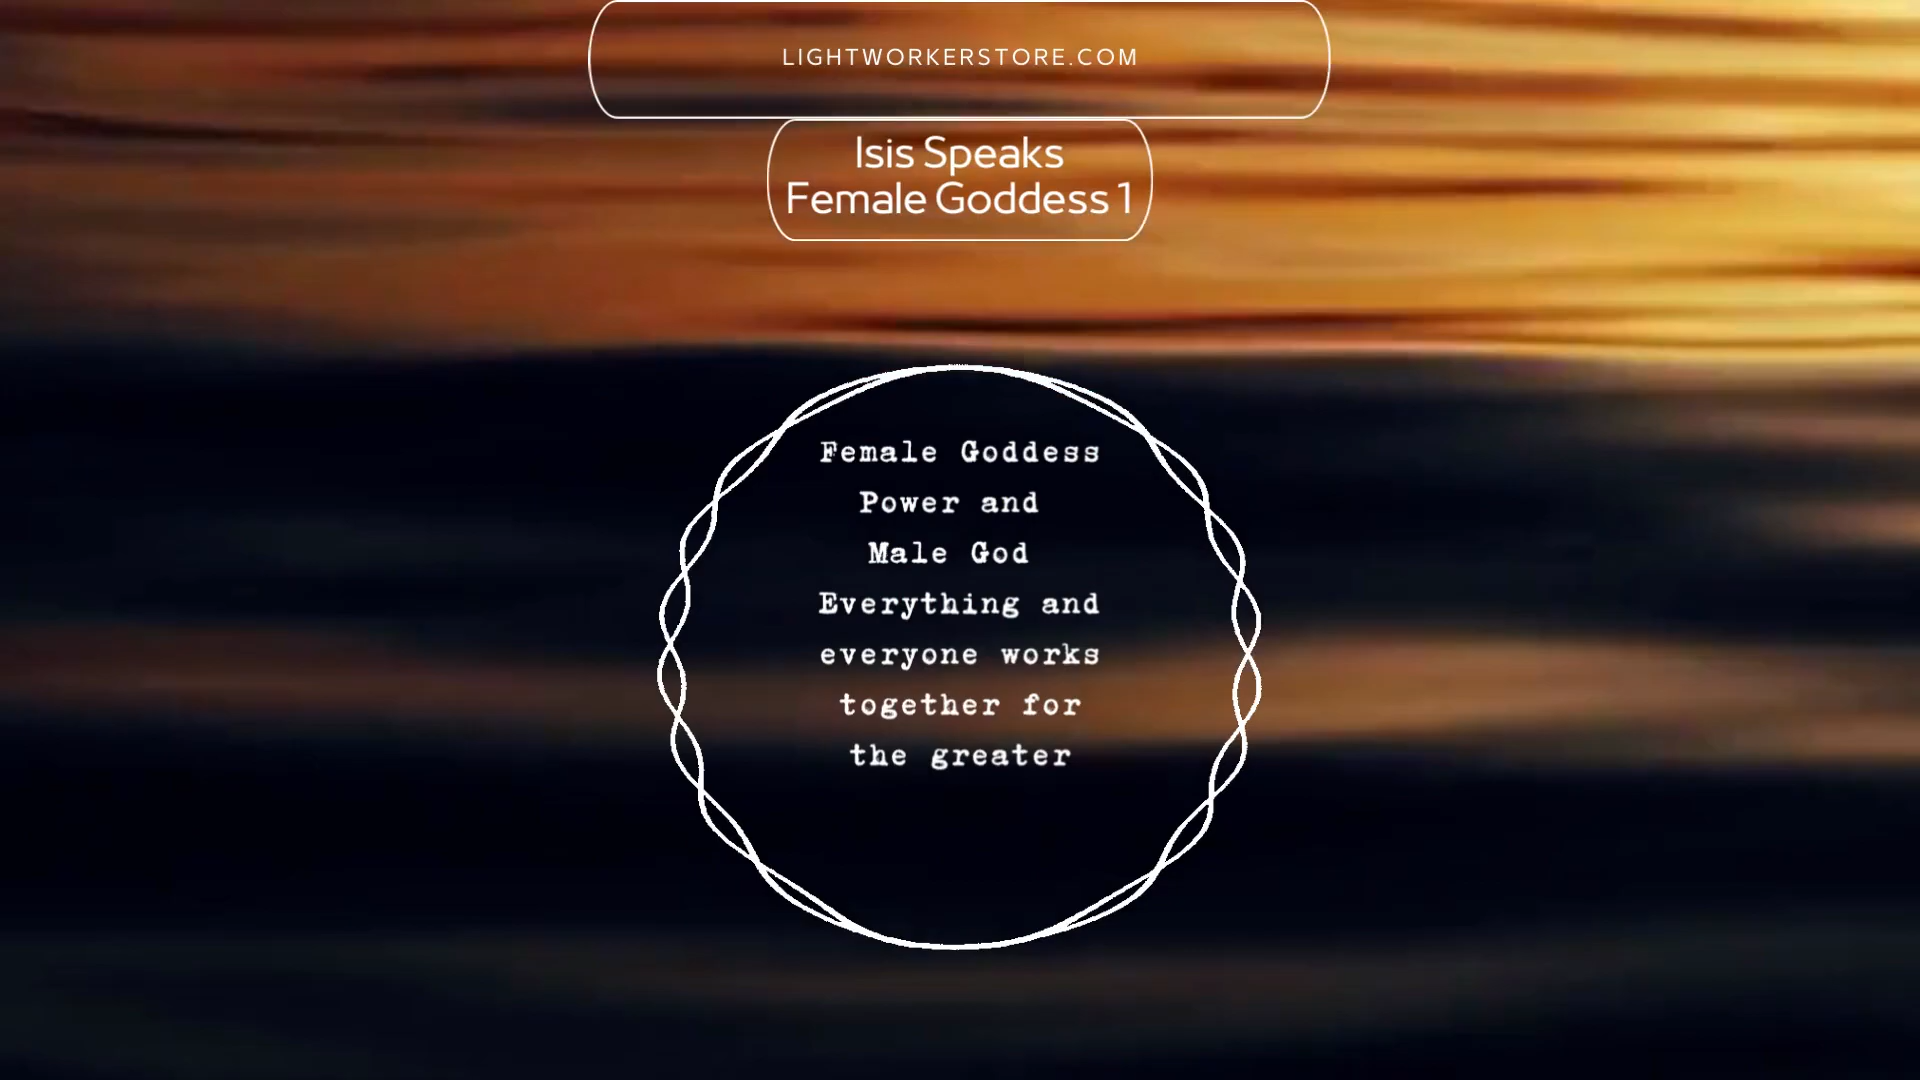 LIGHTWORKERSTORE.COM
Isis Speaks
Female Goddess 1
Female Goddess
Power and
Male God
Everything and
everyone works
together for
the greater